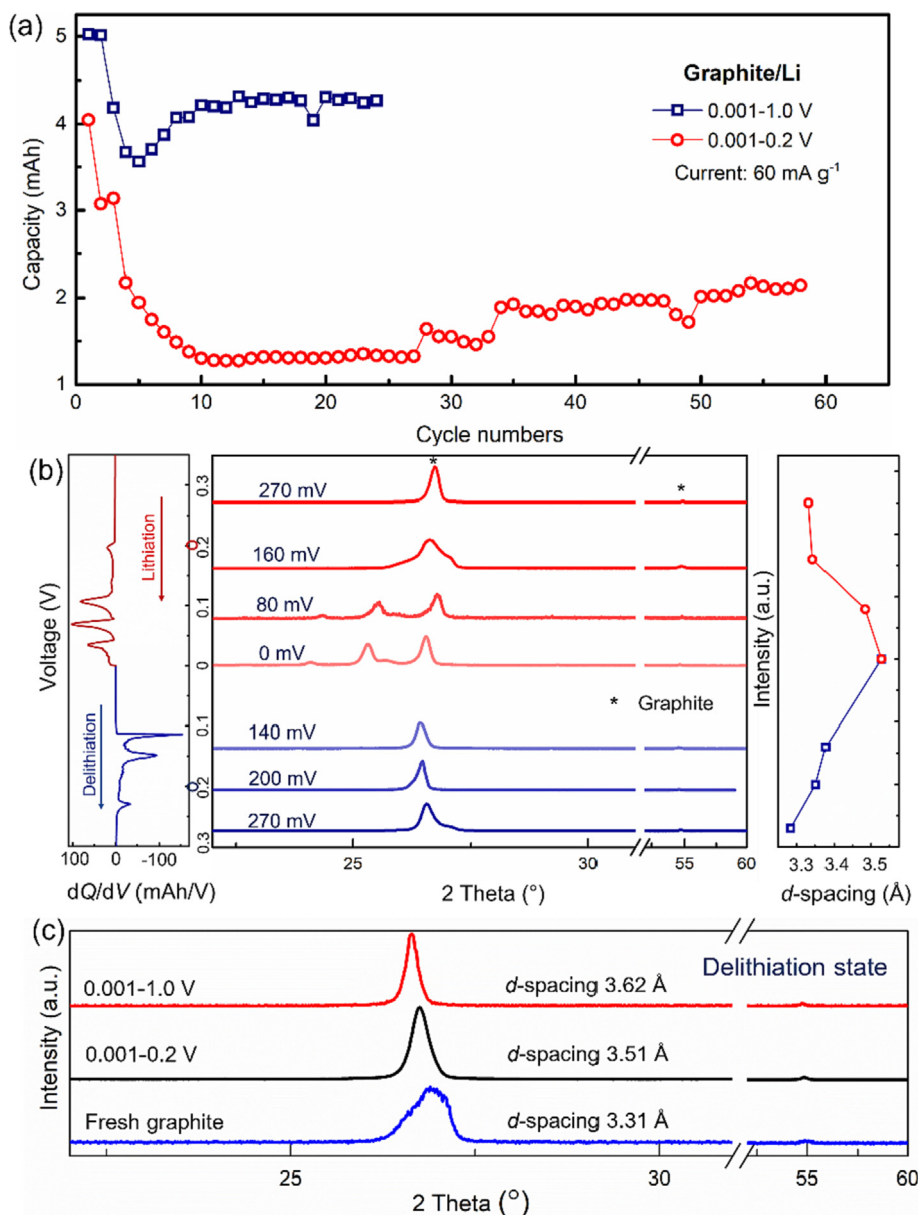 (a)
5
4
3
2
1
Capacity (mAh)
Graphite/Li
0.001-1.0 V
0.001-0.2 V
Current: 60 mA g⁻¹
0 10 20 30 40 50 60
Cycle numbers
(b)
Voltage (V)
Lithiation
Delithiation
0.3
0.2
0.1
0
0.1
0.2
0.3
100 0 -100
dQ/dV (mAh/V)
*
270 mV
*
160 mV
80 mV
0 mV
* Graphite
140 mV
200 mV
270 mV
25 30 55 60
2 Theta (°)
Intensity (a.u.)
3.3 3.4 3.5
d-spacing (Å)
(c)
Intensity (a.u.)
Delithiation state
0.001-1.0 V d-spacing 3.62 Å
0.001-0.2 V d-spacing 3.51 Å
Fresh graphite d-spacing 3.31 Å
25 30 55 60
2 Theta (°)